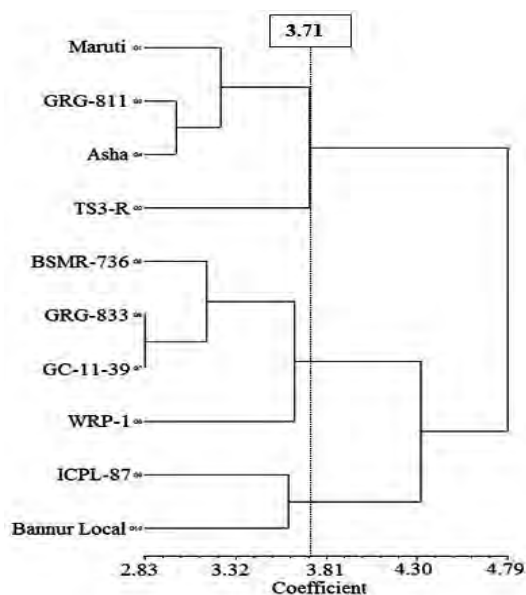 3.71
Maruti
GRG-811
Asha
TS3-R
BSMR-736
GRG-833
GC-11-39
WRP-1
ICPL-87
Bannur Local
2.83 3.32 3.81 4.30 4.79
Coefficient